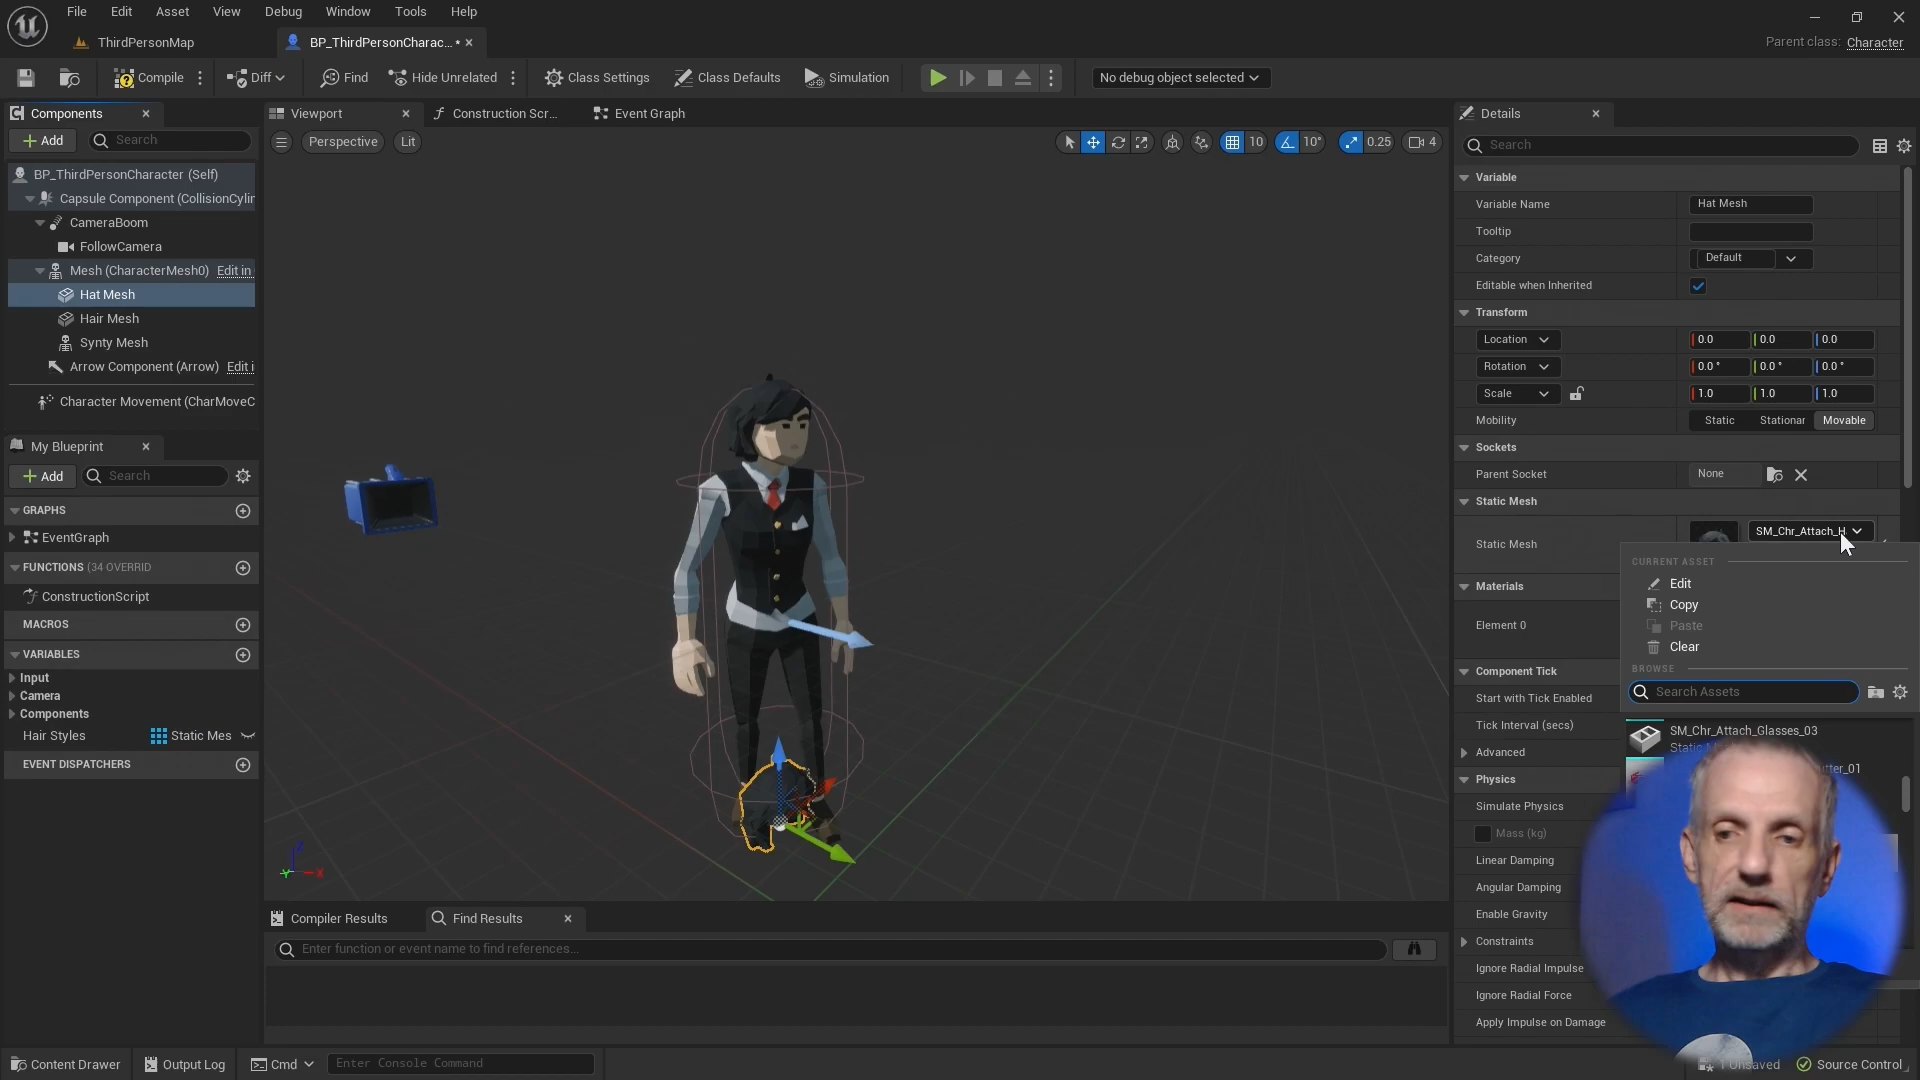 File Edit Asset View Debug Window Tools Help
ThirdPersonMap
BP_ThirdPersonCharac... *
Parent class: Character
Compile
Diff
Find
Hide Unrelated
Class Settings
Class Defaults
Simulation
No debug object selected
Components
Add
Search
BP_ThirdPersonCharacter (Self)
Capsule Component (CollisionCylin
CameraBoom
FollowCamera
Mesh (CharacterMesh0) Edit in
Hat Mesh
Hair Mesh
Synty Mesh
Arrow Component (Arrow) Edit i
Character Movement (CharMoveC
My Blueprint
Add
Search
GRAPHS
EventGraph
FUNCTIONS (34 OVERRID
ConstructionScript
MACROS
VARIABLES
Input
Camera
Components
Hair Styles Static Mes
EVENT DISPATCHERS
Viewport
Construction Scr...
Event Graph
Perspective
Lit
10
10°
0.25
4
Z
Y
X
Compiler Results
Find Results
Enter function or event name to find references...
Details
Search
Variable
Variable Name Hat Mesh
Tooltip
Category Default
Editable when Inherited
Transform
Location 0.0 0.0 0.0
Rotation 0.0 ° 0.0 ° 0.0 °
Scale 1.0 1.0 1.0
Mobility Static Stationar Movable
Sockets
Parent Socket None
Static Mesh
Static Mesh SM_Chr_Attach_H
CURRENT ASSET
Edit
Copy
Paste
Clear
BROWSE
Search Assets
SM_Chr_Attach_Glasses_03
Materials
Element 0
Component Tick
Start with Tick Enabled
Tick Interval (secs)
Advanced
Physics
Simulate Physics
Mass (kg)
Linear Damping
Angular Damping
Enable Gravity
Constraints
Ignore Radial Impulse
Ignore Radial Force
Apply Impulse on Damage
Content Drawer
Output Log
Cmd
Enter Console Command
1 Unsaved
Source Control